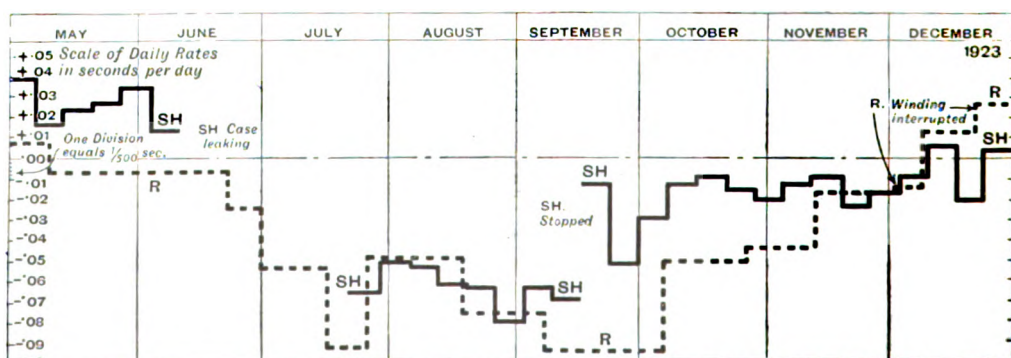 MAY JUNE JULY AUGUST SEPTEMBER OCTOBER NOVEMBER DECEMBER
1923
+·05 Scale of Daily Rates
+·04 in seconds per day
+·03
+·02
+·01
·00
-·01
-·02
-·03
-·04
-·05
-·06
-·07
-·08
-·09
One Division
equals 1/500 sec.
R
SH
SH Case
leaking
SH
SH
SH
SH.
Stopped
R
R. Winding
interrupted
R
SH